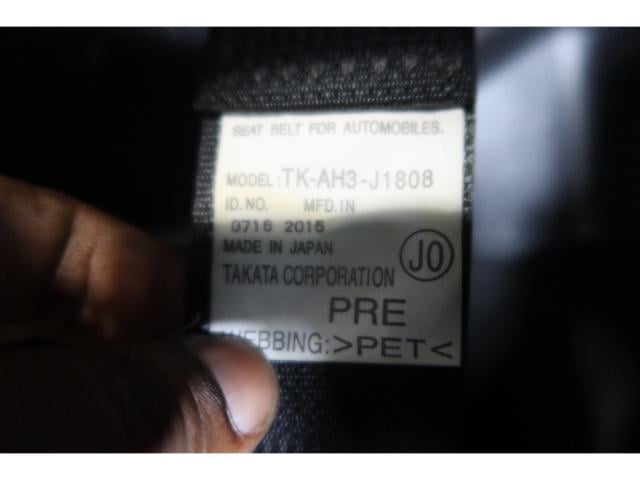 SEAT BELT FOR AUTOMOBILES.
MODEL:TK-AH3-J1808
ID.NO. MFD.IN
0716 2015
MADE IN JAPAN
JO
TAKATA CORPORATION
PRE
WEBBING:>PET<